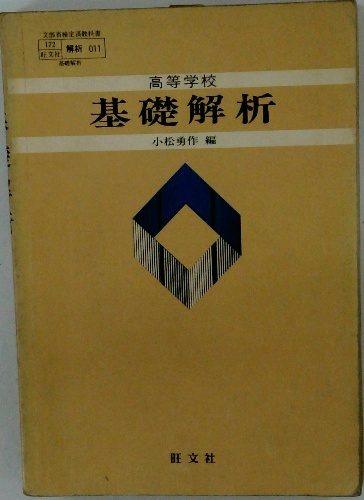 文部省検定済教科書
172
旺文社
解析 011
基礎解析
高等学校
基礎解析
小松勇作 編
旺文社